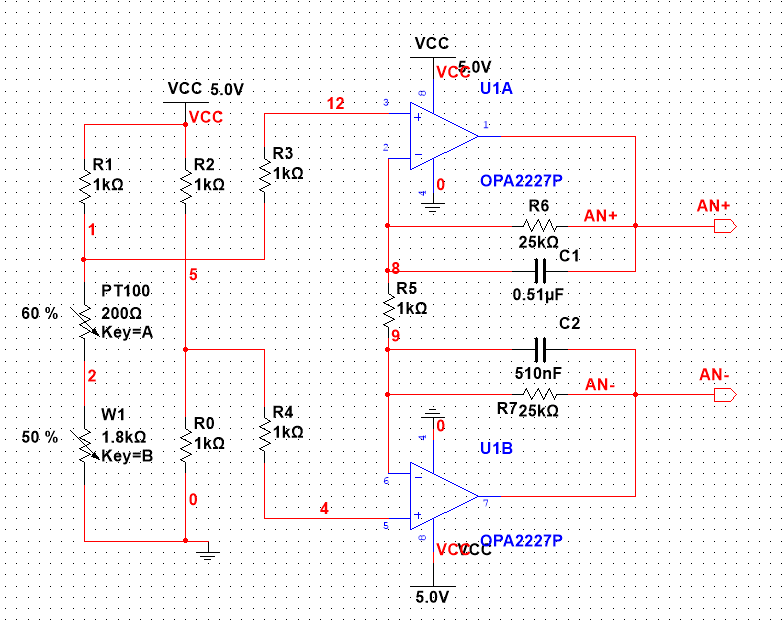 VCC
5.0V
VCC
U1A
VCC 5.0V
VCC
12
3
8
1
2
4
0
OPA2227P
R1
1kΩ
R2
1kΩ
R3
1kΩ
R6
25kΩ
AN+
AN+
1
5
8
C1
0.51µF
PT100
200Ω
Key=A
60 %
R5
1kΩ
9
C2
510nF
2
AN-
AN-
R7
25kΩ
W1
1.8kΩ
Key=B
50 %
R0
1kΩ
R4
1kΩ
0
4
U1B
6
7
0
4
5
8
OPA2227P
VCC
VCC
5.0V